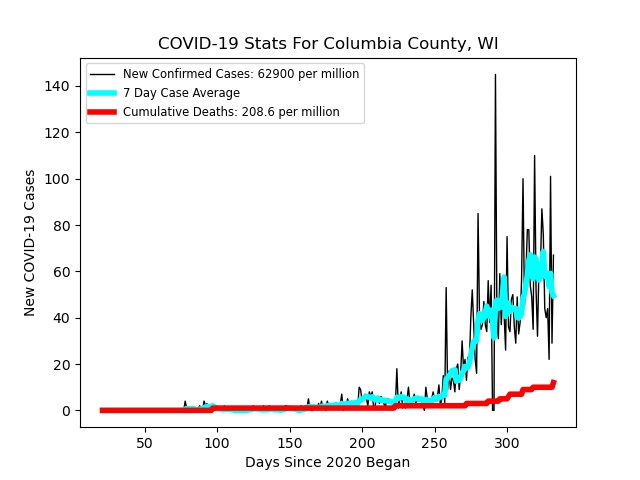 COVID-19 Stats For Columbia County, WI
New Confirmed Cases: 62900 per million
7 Day Case Average
Cumulative Deaths: 208.6 per million
New COVID-19 Cases
140
120
100
80
60
40
20
0
50
100
150
200
250
300
Days Since 2020 Began